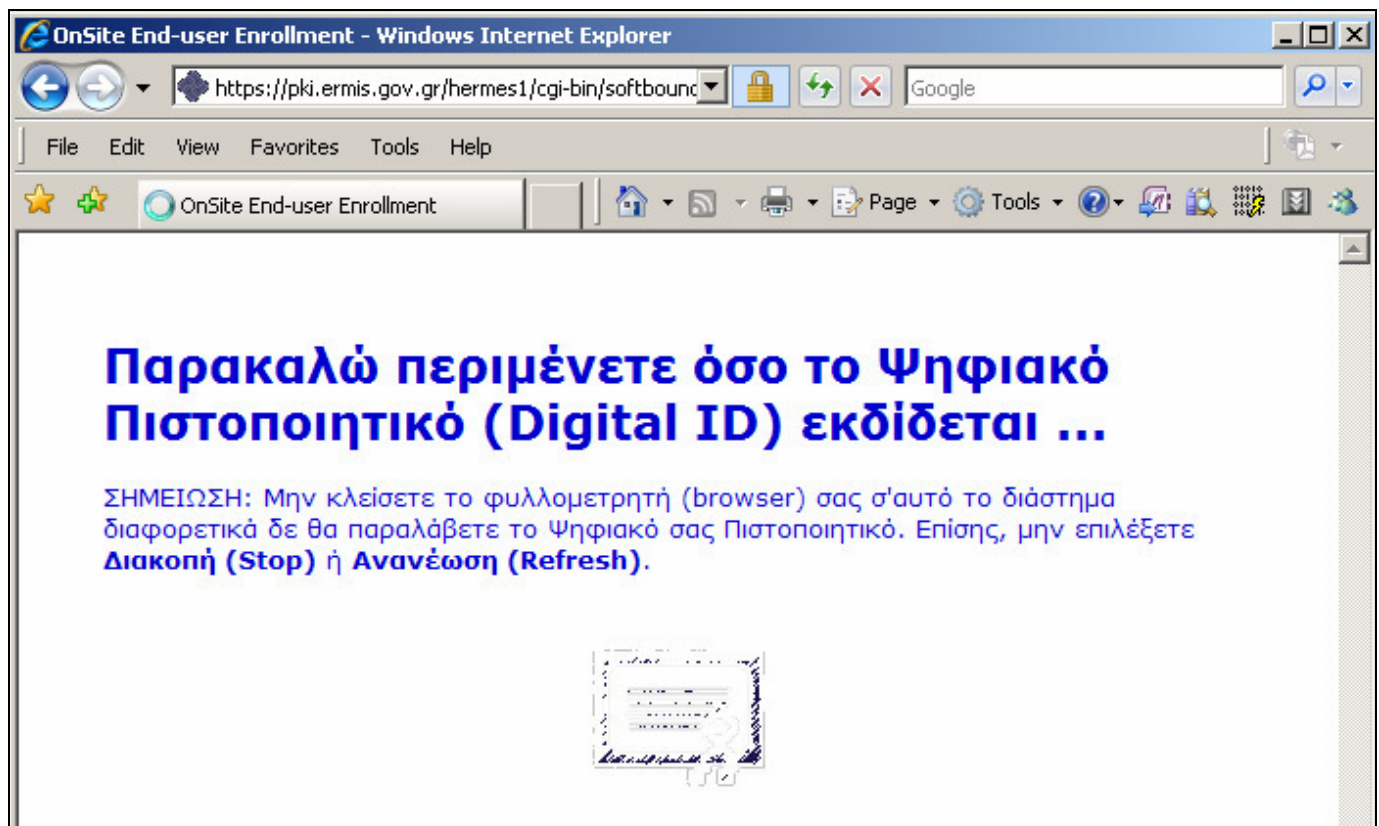 OnSite End-user Enrollment - Windows Internet Explorer
https://pki.ermis.gov.gr/hermes1/cgi-bin/softbounc
Google
File Edit View Favorites Tools Help
OnSite End-user Enrollment
Page Tools
Παρακαλώ περιμένετε όσο το Ψηφιακό
Πιστοποιητικό (Digital ID) εκδίδεται ...
ΣΗΜΕΙΩΣΗ: Μην κλείσετε το φυλλομετρητή (browser) σας σ'αυτό το διάστημα
διαφορετικά δε θα παραλάβετε το Ψηφιακό σας Πιστοποιητικό. Επίσης, μην επιλέξετε
Διακοπή (Stop) ή Ανανέωση (Refresh).